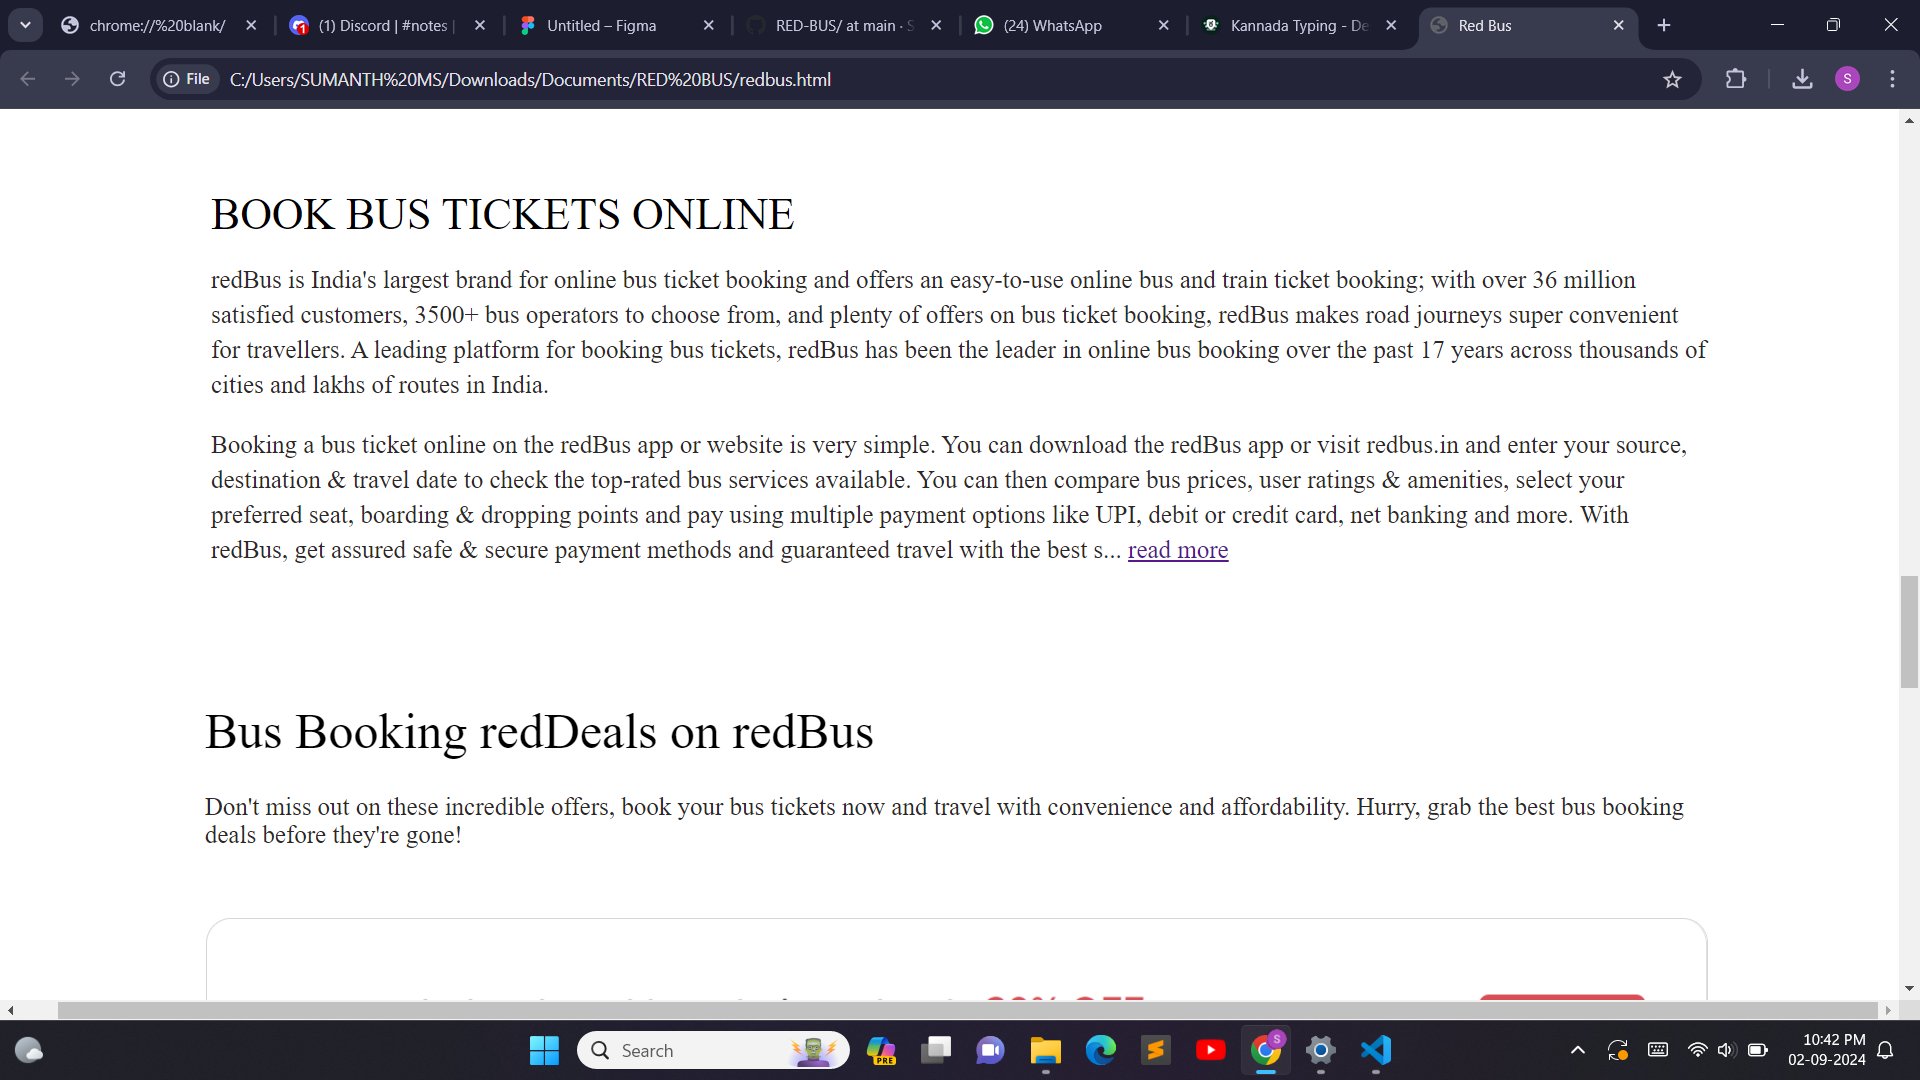 chrome://%20blank/
(1) Discord | #notes |
Untitled – Figma
RED-BUS/ at main · S
(24) WhatsApp
Kannada Typing - De
Red Bus
File
C:/Users/SUMANTH%20MS/Downloads/Documents/RED%20BUS/redbus.html
S
BOOK BUS TICKETS ONLINE
redBus is India's largest brand for online bus ticket booking and offers an easy-to-use online bus and train ticket booking; with over 36 million
satisfied customers, 3500+ bus operators to choose from, and plenty of offers on bus ticket booking, redBus makes road journeys super convenient
for travellers. A leading platform for booking bus tickets, redBus has been the leader in online bus booking over the past 17 years across thousands of
cities and lakhs of routes in India.
Booking a bus ticket online on the redBus app or website is very simple. You can download the redBus app or visit redbus.in and enter your source,
destination & travel date to check the top-rated bus services available. You can then compare bus prices, user ratings & amenities, select your
preferred seat, boarding & dropping points and pay using multiple payment options like UPI, debit or credit card, net banking and more. With
redBus, get assured safe & secure payment methods and guaranteed travel with the best s... read more
Bus Booking redDeals on redBus
Don't miss out on these incredible offers, book your bus tickets now and travel with convenience and affordability. Hurry, grab the best bus booking
deals before they're gone!
Search
PRE
S
10:42 PM
02-09-2024